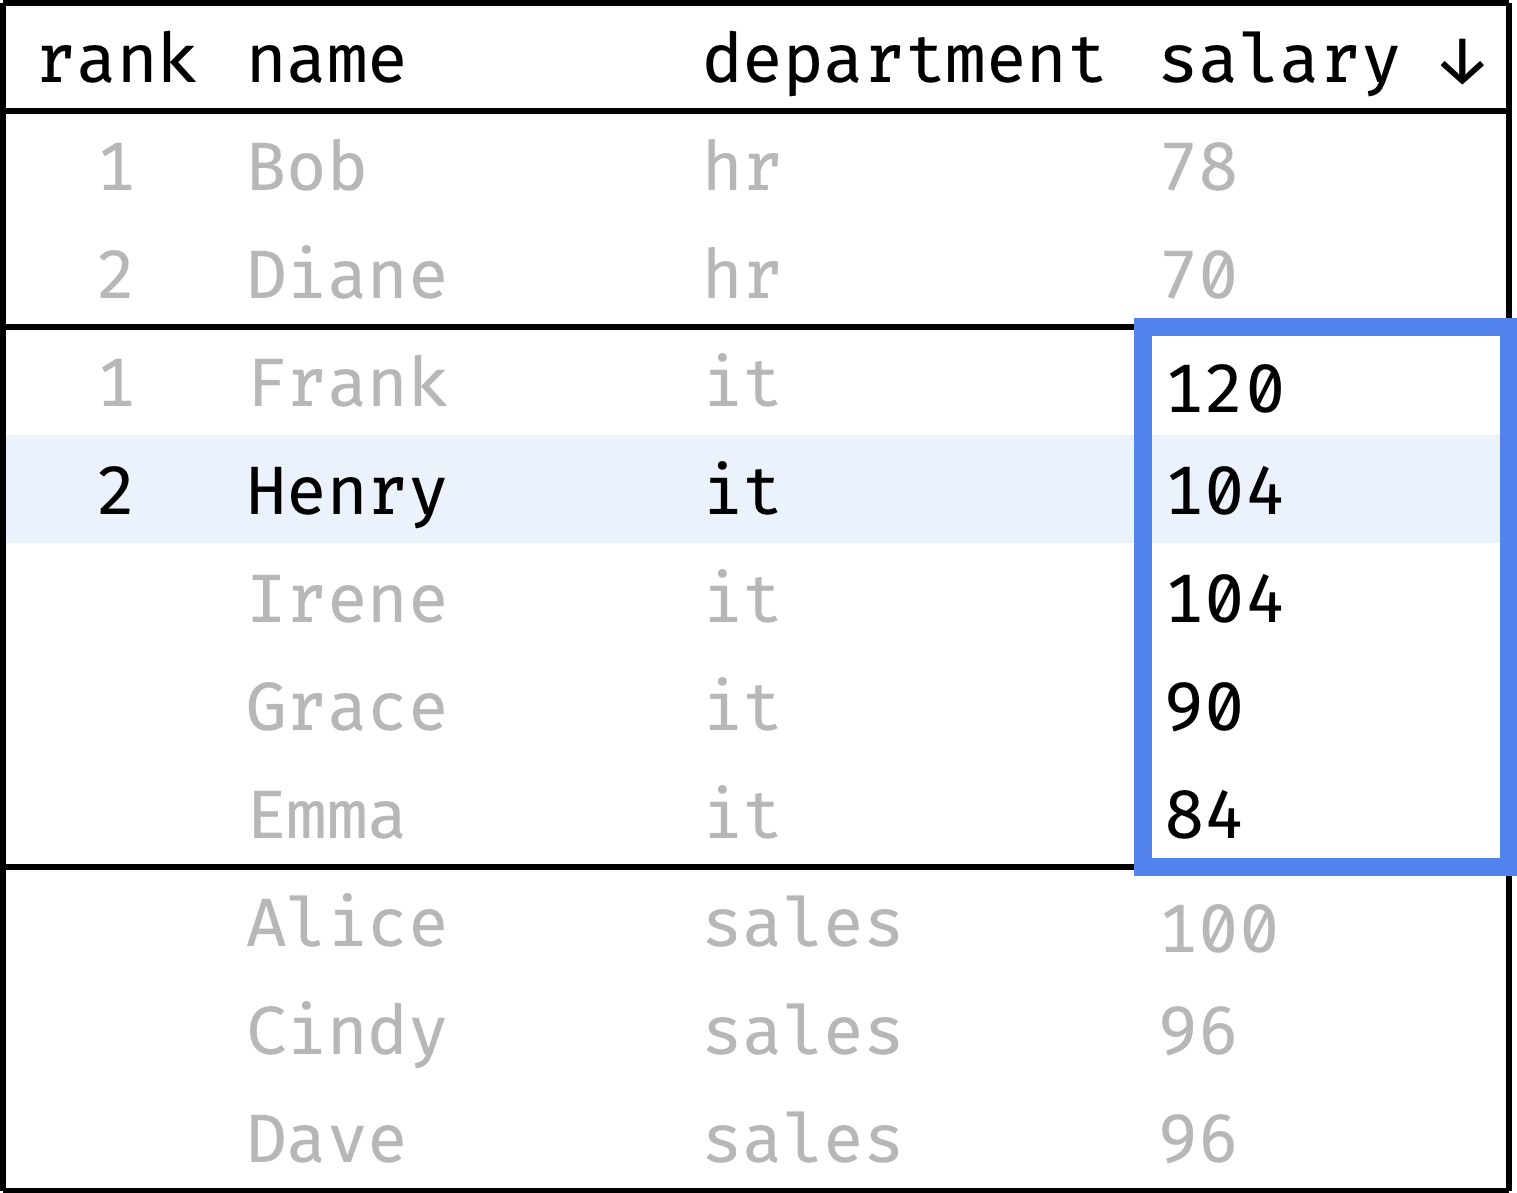 rank name department salary ↓
1 Bob hr 78
2 Diane hr 70
1 Frank it 120
2 Henry it 104
Irene it 104
Grace it 90
Emma it 84
Alice sales 100
Cindy sales 96
Dave sales 96